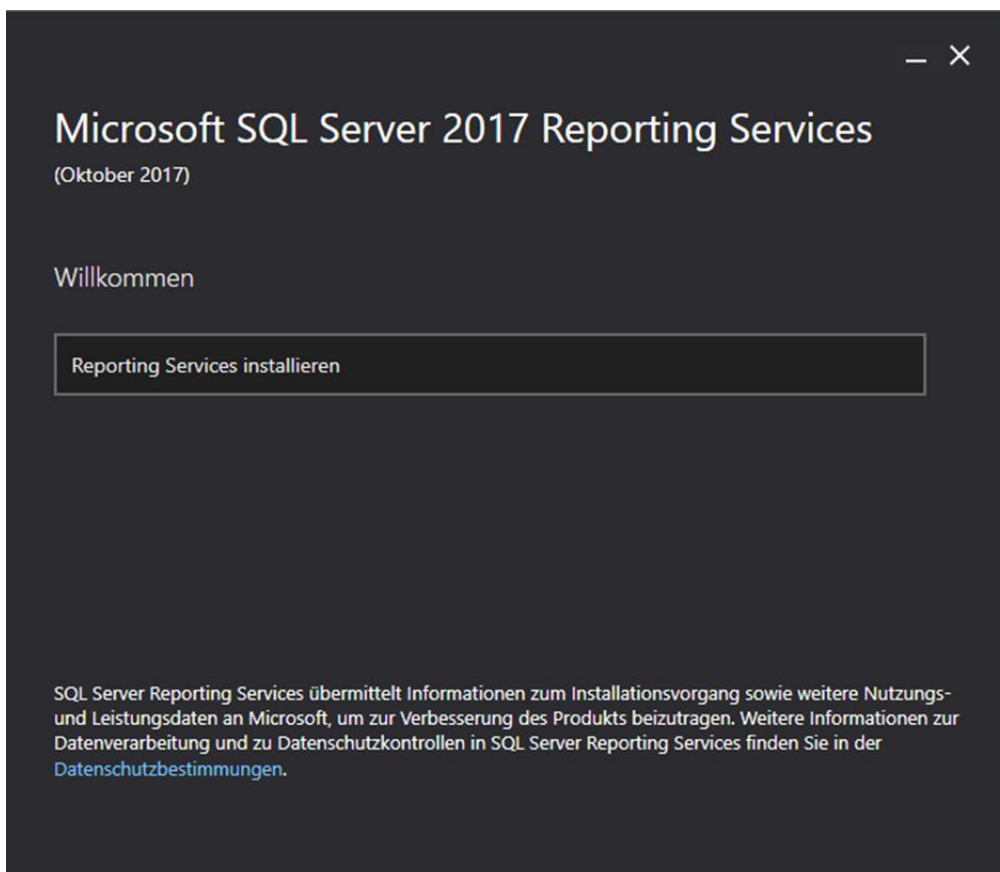 Microsoft SQL Server 2017 Reporting Services
(Oktober 2017)
Willkommen
Reporting Services installieren
SQL Server Reporting Services übermittelt Informationen zum Installationsvorgang sowie weitere Nutzungs-
und Leistungsdaten an Microsoft, um zur Verbesserung des Produkts beizutragen. Weitere Informationen zur
Datenverarbeitung und zu Datenschutzkontrollen in SQL Server Reporting Services finden Sie in der
Datenschutzbestimmungen.